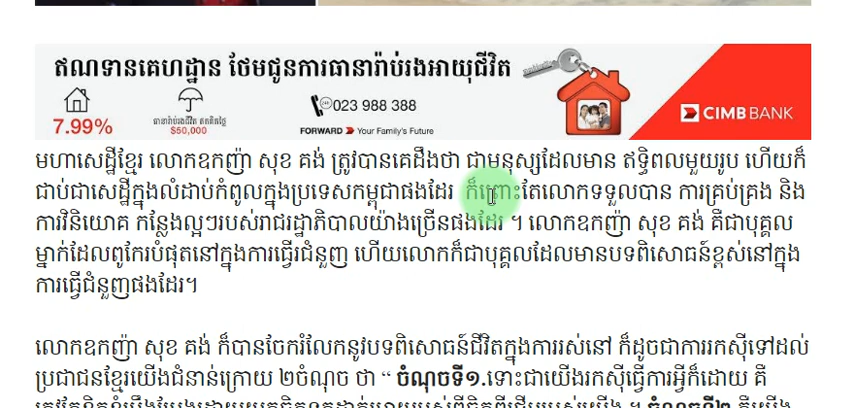 ឥណទានគេហដ្ឋាន ថែមជូនការធានារ៉ាប់រងអាយុជីវិត
7.99%
ធានារ៉ាប់រងជីវិត ឥតគិតថ្លៃ
$50,000
023 988 388
FORWARD Your Family's Future
CIMB BANK
មហាសេដ្ឋីខ្មែរ លោកឧកញ៉ា សុខ គង់ ត្រូវបានគេដឹងថា ជាមនុស្សដែលមាន ឥទ្ធិពលមួយរូប ហើយក៏
ជាប់ជាសេដ្ឋីក្នុងលំដាប់កំពូលក្នុងប្រទេសកម្ពុជាផងដែរ ក៏ព្រោះតែលោកទទួលបាន ការគ្រប់គ្រង និង
ការវិនិយោគ កន្លែងល្អៗរបស់រាជរដ្ឋាភិបាលយ៉ាងច្រើនផងដែរ ។ លោកឧកញ៉ា សុខ គង់ គឺជាបុគ្គល
ម្នាក់ដែលពូកែរបំផុតនៅក្នុងការធ្វើរជំនួញ ហើយលោកក៏ជាបុគ្គលដែលមានបទពិសោធន៍ខ្ពស់នៅក្នុង
ការធ្វើជំនួញផងដែរ។
លោកឧកញ៉ា សុខ គង់ ក៏បានចែករំលែកនូវបទពិសោធន៍ជីវិតក្នុងការរស់នៅ ក៏ដូចជាការរកស៊ីទៅដល់
ប្រជាជនខ្មែរយើងជំនាន់ក្រោយ ២ចំណុច ថា “ ចំណុចទី១.ទោះជាយើងរកស៊ីធ្វើការអ្វីក៏ដោយ គឺ